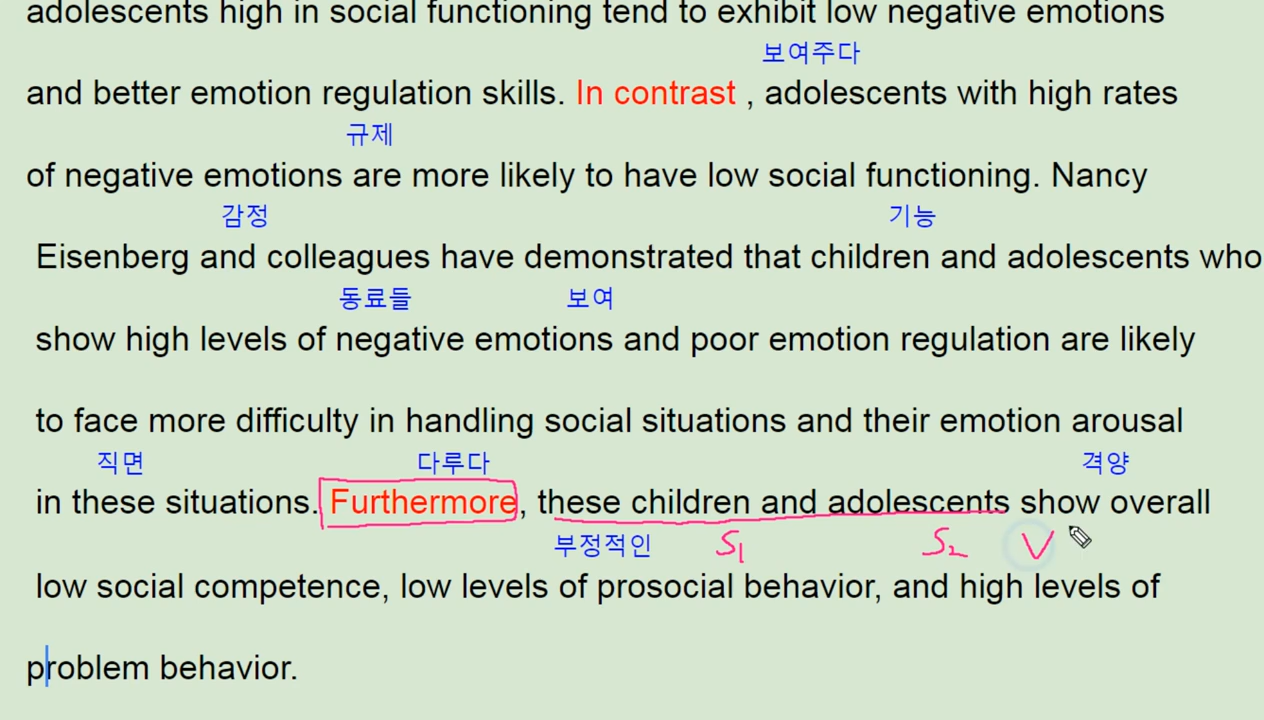 adolescents high in social functioning tend to exhibit low negative emotions
보여주다
and better emotion regulation skills. In contrast , adolescents with high rates
규제
of negative emotions are more likely to have low social functioning. Nancy
감정 기능
Eisenberg and colleagues have demonstrated that children and adolescents who
동료들 보여
show high levels of negative emotions and poor emotion regulation are likely
to face more difficulty in handling social situations and their emotion arousal
직면 다루다 격양
in these situations. Furthermore, these children and adolescents show overall
부정적인 S1 S2 V
low social competence, low levels of prosocial behavior, and high levels of
problem behavior.